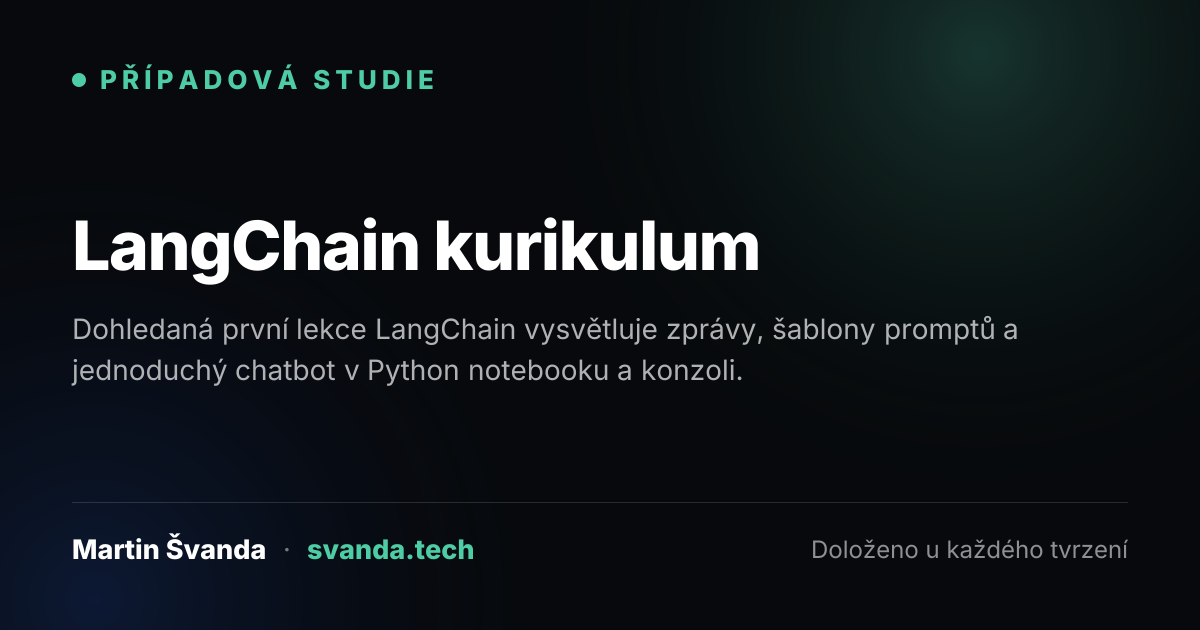 PŘÍPADOVÁ STUDIE
LangChain kurikulum
Dohledaná první lekce LangChain vysvětluje zprávy, šablony promptů a
jednoduchý chatbot v Python notebooku a konzoli.
Martin Švanda · svanda.tech
Doloženo u každého tvrzení